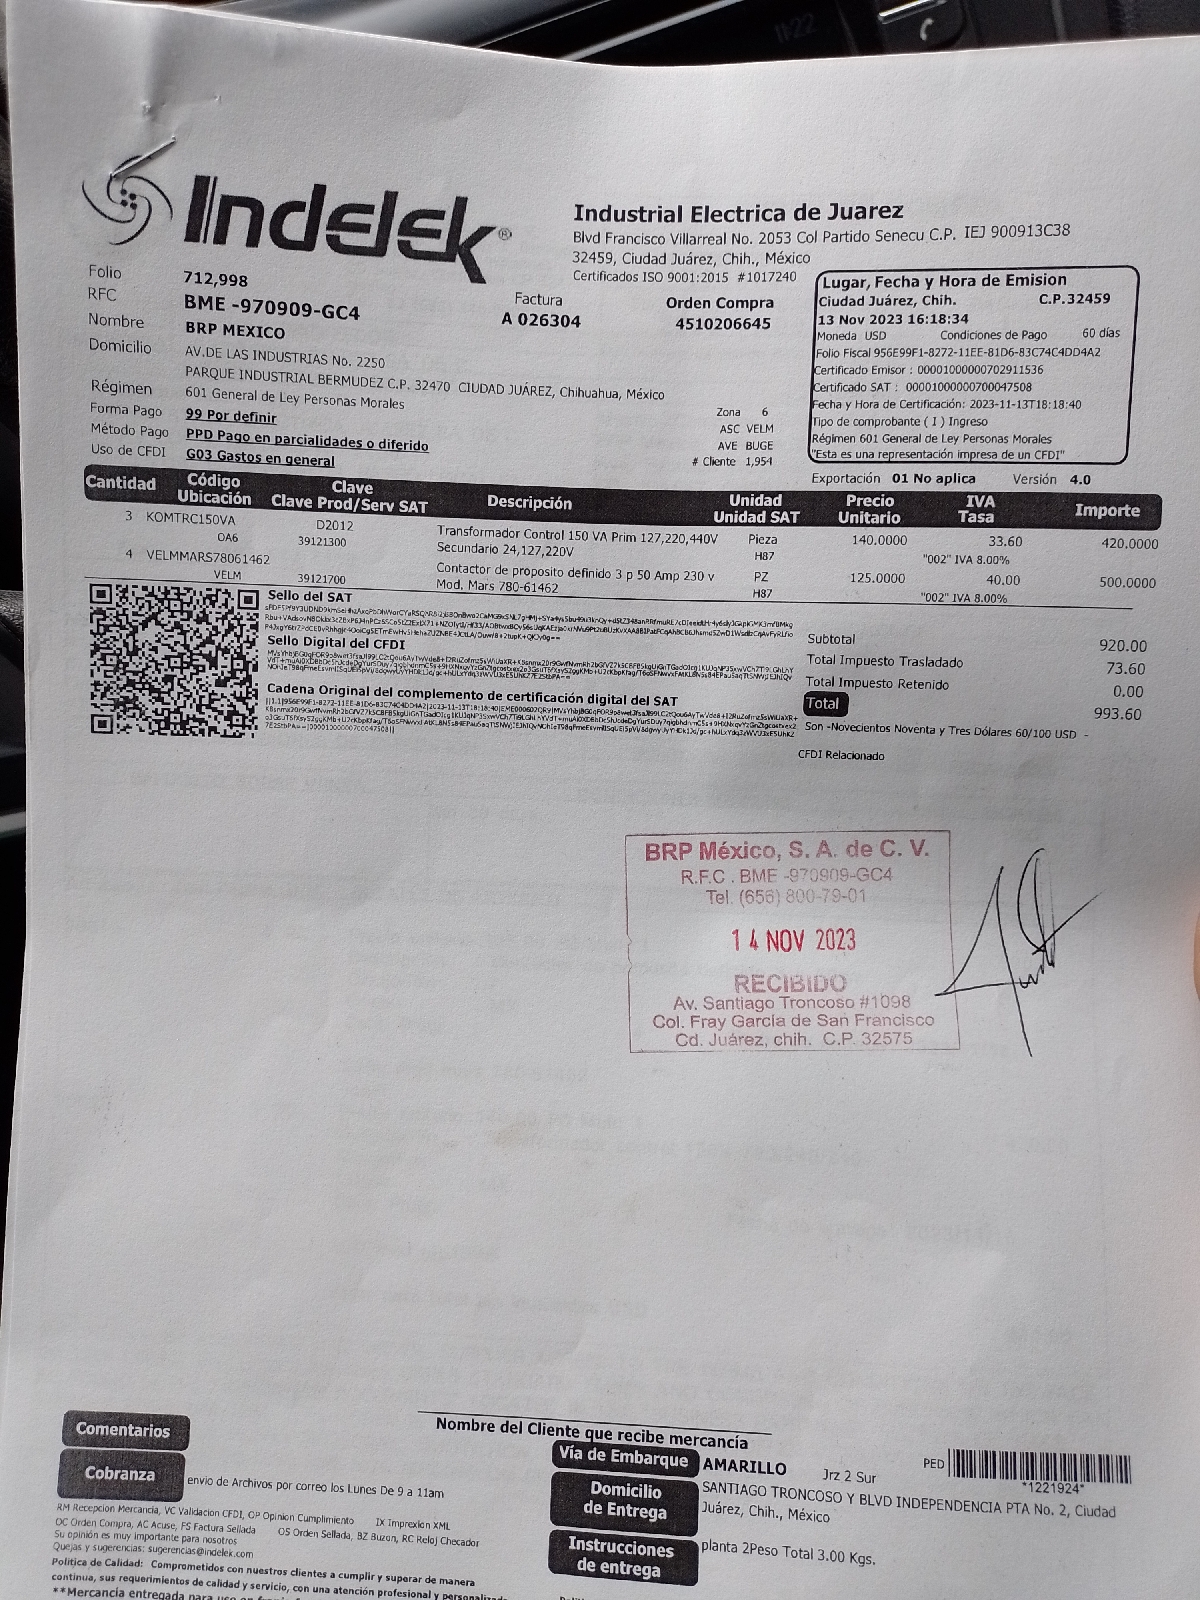 11:22
Indelek®
Industrial Electrica de Juarez
Blvd Francisco Villarreal No. 2053 Col Partido Senecu C.P. IEJ 900913C38
32459, Ciudad Juárez, Chih., México
Certificados ISO 9001:2015 #1017240
Folio 712,998
RFC BME -970909-GC4
Nombre BRP MEXICO
Domicilio AV.DE LAS INDUSTRIAS No. 2250
PARQUE INDUSTRIAL BERMUDEZ C.P. 32470 CIUDAD JUÁREZ, Chihuahua, México
Régimen 601 General de Ley Personas Morales
Forma Pago 99 Por definir
Método Pago PPD Pago en parcialidades o diferido
Uso de CFDI G03 Gastos en general
Factura
A 026304
Orden Compra
4510206645
Zona 6
ASC VELM
AVE BUGE
# Cliente 1,954
Lugar, Fecha y Hora de Emision
Ciudad Juárez, Chih. C.P.32459
13 Nov 2023 16:18:34
Moneda USD Condiciones de Pago 60 días
Folio Fiscal 956E99F1-8272-11EE-81D6-83C74C4DD4A2
Certificado Emisor : 00001000000702911536
Certificado SAT : 00001000000700047508
Fecha y Hora de Certificación: 2023-11-13T18:18:40
Tipo de comprobante ( I ) Ingreso
Régimen 601 General de Ley Personas Morales
"Esta es una representación impresa de un CFDI"
Exportación 01 No aplica Versión 4.0
Cantidad Código Ubicación Clave Clave Prod/Serv SAT Descripción Unidad Unidad SAT Precio Unitario IVA Tasa Importe
3 KOMTRC150VA D2012 Transformador Control 150 VA Prim 127,220,440V Pieza 140.0000 33.60 420.0000
OA6 39121300 Secundario 24,127,220V H87 "002" IVA 8.00%
4 VELMMARS78061462 Contactor de proposito definido 3 p 50 Amp 230 v PZ 125.0000 40.00 500.0000
VELM 39121700 Mod. Mars 780-61462 H87 "002" IVA 8.00%
Sello del SAT
Sello Digital del CFDI
Cadena Original del complemento de certificación digital del SAT
Subtotal 920.00
Total Impuesto Trasladado 73.60
Total Impuesto Retenido 0.00
Total 993.60
Son -Novecientos Noventa y Tres Dólares 60/100 USD -
CFDI Relacionado
BRP México, S. A. de C. V.
R.F.C . BME -970909-GC4
Tel. (656) 800-79-01
14 NOV 2023
RECIBIDO
Av. Santiago Troncoso #1098
Col. Fray García de San Francisco
Cd. Juárez, chih. C.P. 32575
Nombre del Cliente que recibe mercancía
Comentarios
Cobranza envio de Archivos por correo los Lunes De 9 a 11am
RM Recepcion Mercancia, VC Validacion CFDI, OP Opinion Cumplimiento IX Impresion XML
OC Orden Compra, AC Acuse, FS Factura Sellada OS Orden Sellada, BZ Buzon, RC Reloj Checador
Su opinión es muy importante para nosotros
Quejas y sugerencias: sugerencias@indelek.com
Politica de Calidad: Comprometidos con nuestros clientes a cumplir y superar de manera
continua, sus requerimientos de calidad y servicio, con una atención profesional y
**Mercancia entregada para uso en
Vía de Embarque AMARILLO Jrz 2 Sur
PED *1221924*
Domicilio de Entrega SANTIAGO TRONCOSO Y BLVD INDEPENDENCIA PTA No. 2, Ciudad
Juárez, Chih., México
Instrucciones de entrega planta 2Peso Total 3.00 Kgs.